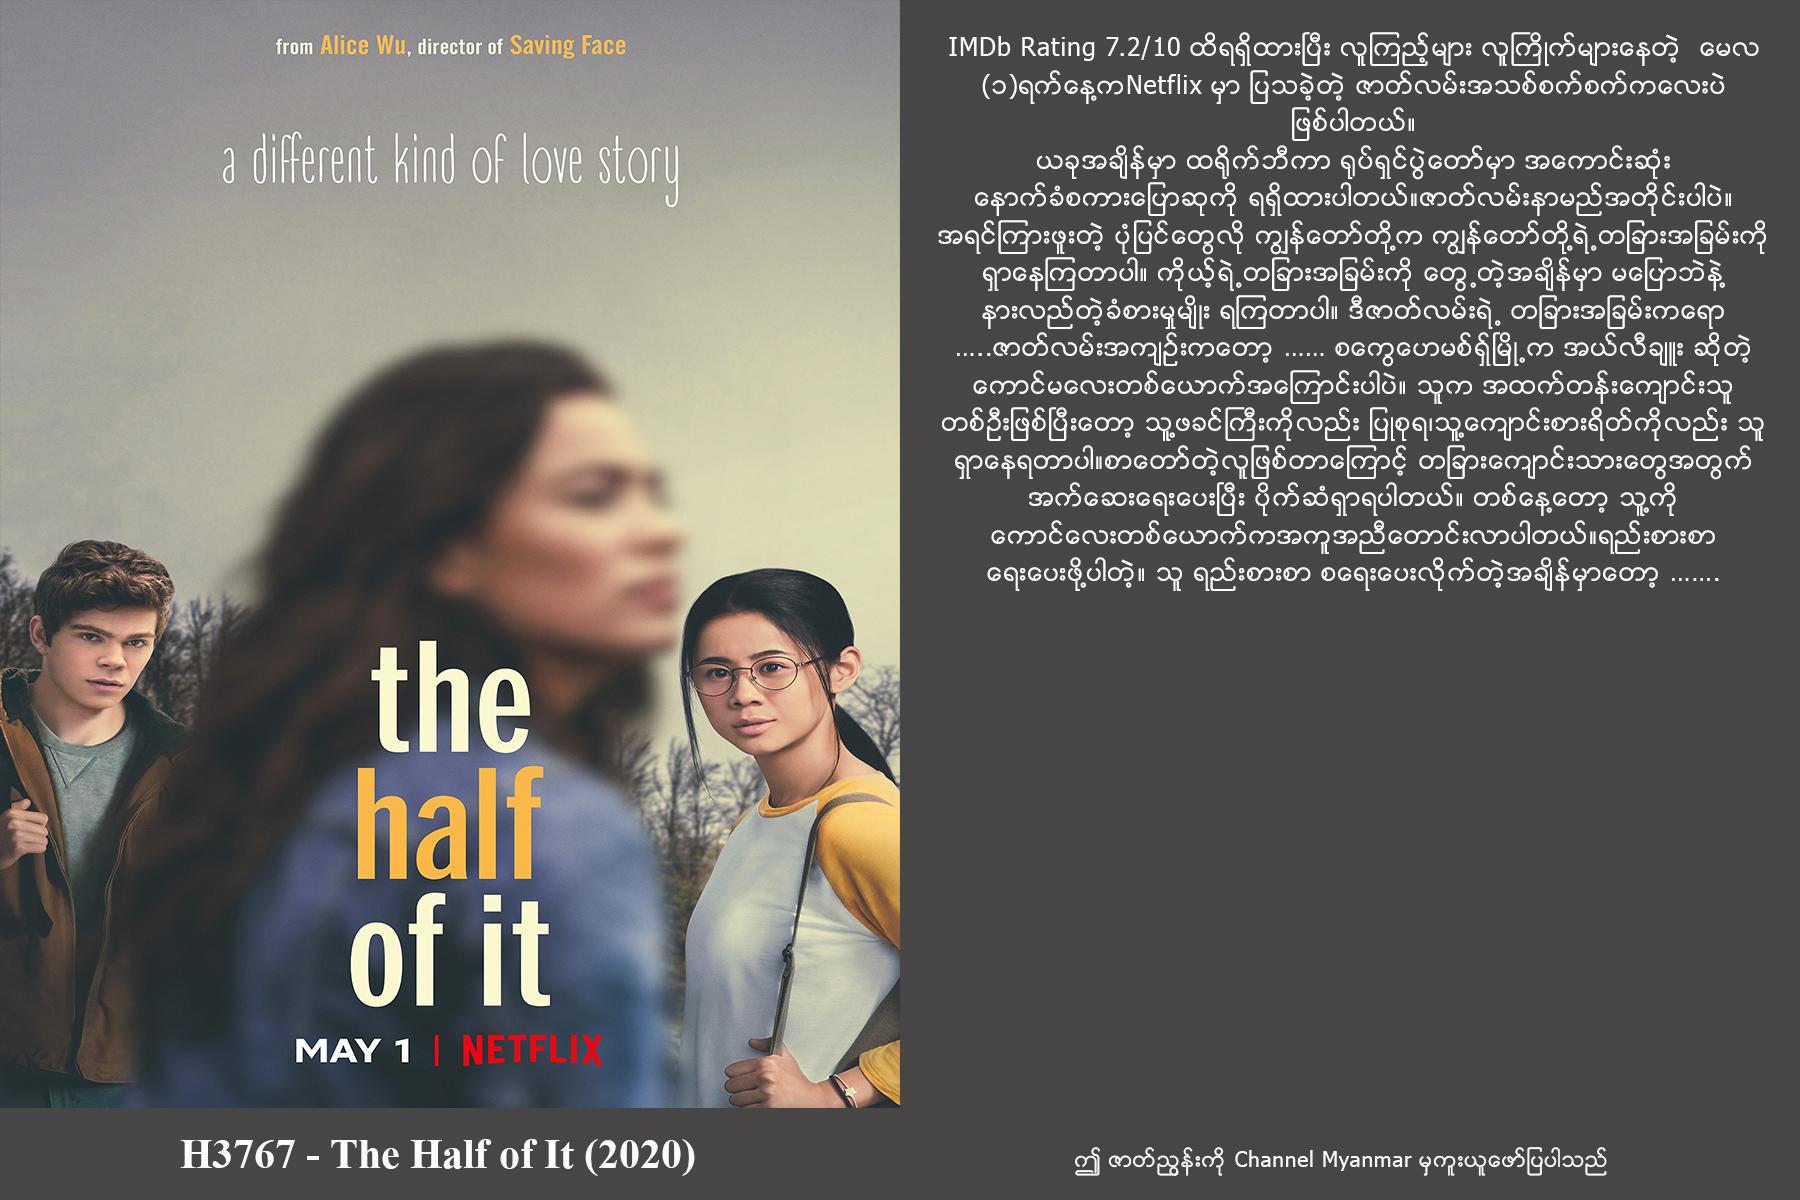 from Alice Wu, director of Saving Face
a different kind of love story
the
half
of it
MAY 1 | NETFLIX
H3767 - The Half of It (2020)
IMDb Rating 7.2/10 ထိရရှိထားပြီး လူကြည့်များ လူကြိုက်များနေတဲ့ မေလ
(၁)ရက်နေ့ကNetflix မှာ ပြသခဲ့တဲ့ ဇာတ်လမ်းအသစ်စက်စက်ကလေးပဲ
ဖြစ်ပါတယ်။
ယခုအချိန်မှာ ထရိုက်ဘီကာ ရုပ်ရှင်ပွဲတော်မှာ အကောင်းဆုံး
နောက်ခံစကားပြောဆုကို ရရှိထားပါတယ်။ဇာတ်လမ်းနာမည်အတိုင်းပါပဲ။
အရင်ကြားဖူးတဲ့ ပုံပြင်တွေလို ကျွန်တော်တို့က ကျွန်တော်တို့ရဲ့တခြားအခြမ်းကို
ရှာနေကြတာပါ။ ကိုယ့်ရဲ့တခြားအခြမ်းကို တွေ့တဲ့အချိန်မှာ မပြောဘဲနဲ့
နားလည်တဲ့ခံစားမှုမျိုး ရကြတာပါ။ ဒီဇာတ်လမ်းရဲ့ တခြားအခြမ်းကရော
…..ဇာတ်လမ်းအကျဉ်းကတော့ …… စကွေဟေမစ်ရှ်မြို့က အယ်လီချူး ဆိုတဲ့
ကောင်မလေးတစ်ယောက်အကြောင်းပါပဲ။ သူက အထက်တန်းကျောင်းသူ
တစ်ဦးဖြစ်ပြီးတော့ သူ့ဖခင်ကြီးကိုလည်း ပြုစုရ၊သူ့ကျောင်းစားရိတ်ကိုလည်း သူ
ရှာနေရတာပါ။စာတော်တဲ့လူဖြစ်တာကြောင့် တခြားကျောင်းသားတွေအတွက်
အက်ဆေးရေးပေးပြီး ပိုက်ဆံရှာရပါတယ်။ တစ်နေ့တော့ သူ့ကို
ကောင်လေးတစ်ယောက်ကအကူအညီတောင်းလာပါတယ်။ရည်းစားစာ
ရေးပေးဖို့ပါတဲ့။ သူ ရည်းစားစာ စရေးပေးလိုက်တဲ့အချိန်မှာတော့ …….
ဤ ဇာတ်ညွှန်းကို Channel Myanmar မှကူးယူဖော်ပြပါသည်